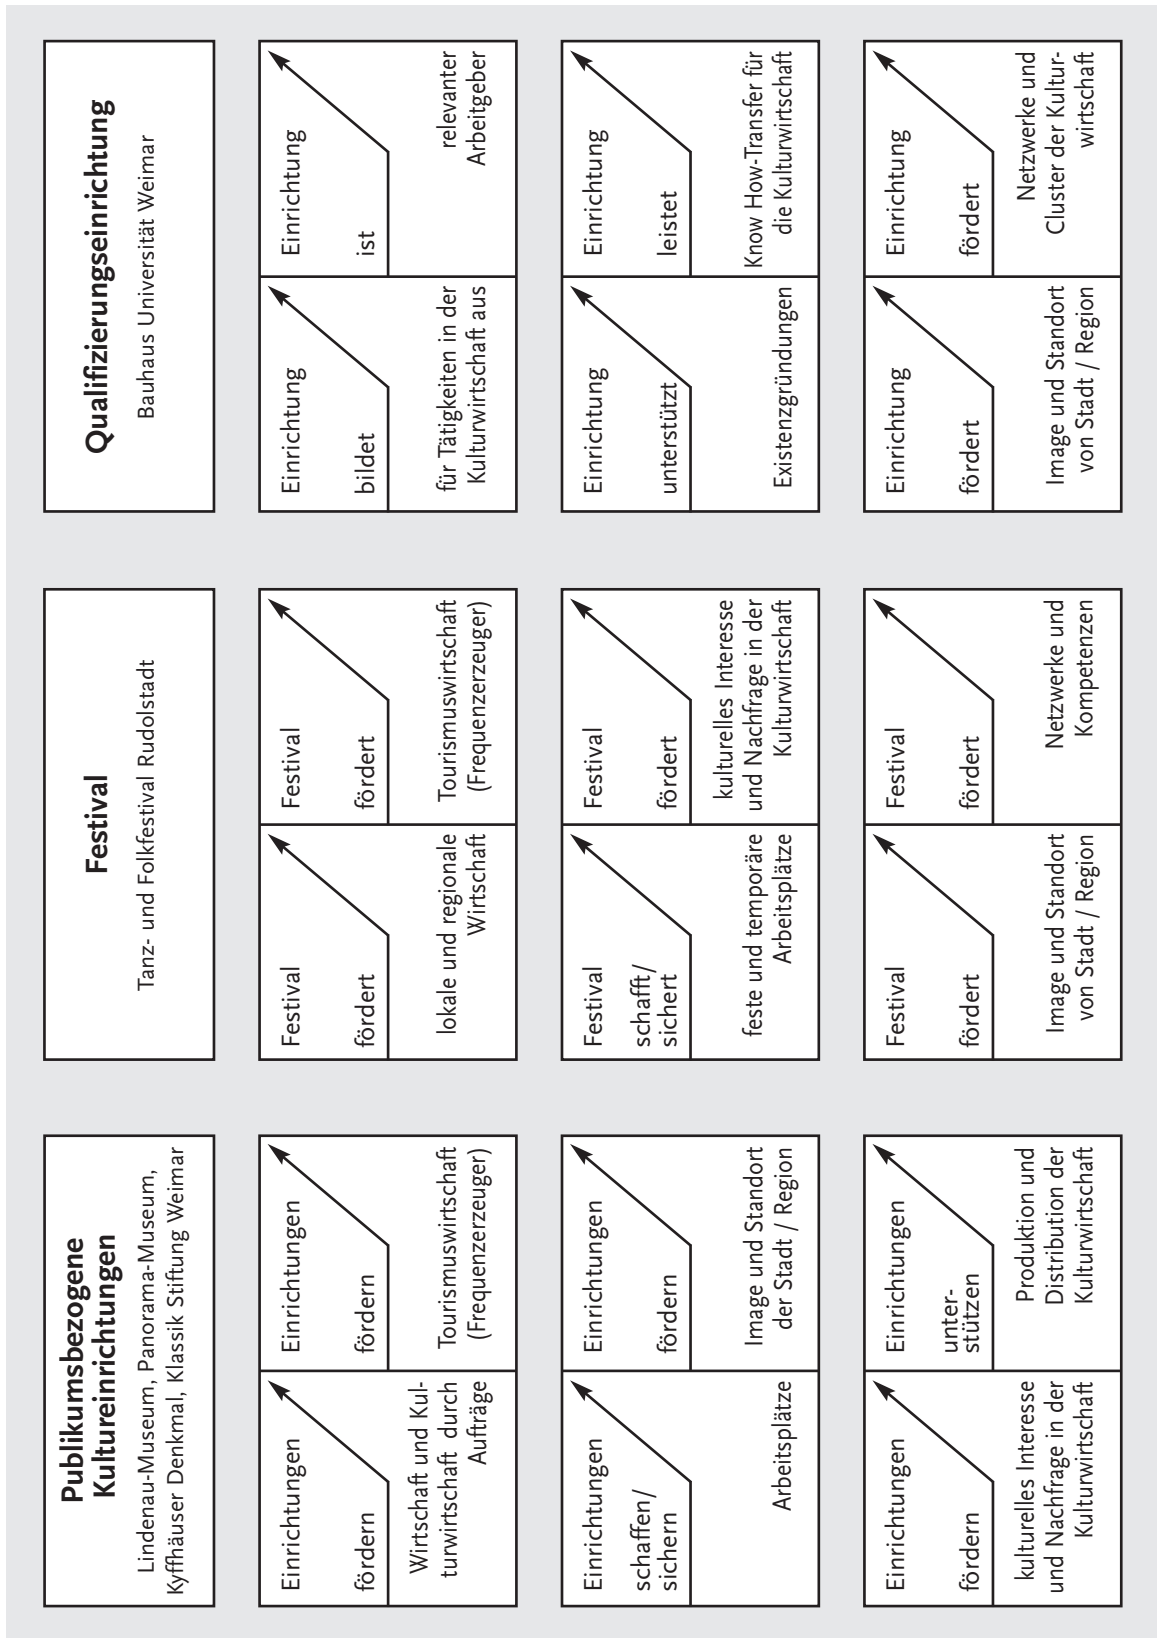 Publikumsbezogene
Kultureinrichtungen
Lindenau-Museum, Panorama-Museum,
Kyffhäuser Denkmal, Klassik Stiftung Weimar
Einrichtungen
fördern
Wirtschaft und Kul-
turwirtschaft durch
Aufträge
Einrichtungen
fördern
Tourismuswirtschaft
(Frequenzerzeuger)
Einrichtungen
schaffen/
sichern
Arbeitsplätze
Einrichtungen
fördern
Image und Standort
der Stadt / Region
Einrichtungen
fördern
kulturelles Interesse
und Nachfrage in der
Kulturwirtschaft
Einrichtungen
unter-
stützen
Produktion und
Distribution der
Kulturwirtschaft
Festival
Tanz- und Folkfestival Rudolstadt
Festival
fördert
lokale und regionale
Wirtschaft
Festival
fördert
Tourismuswirtschaft
(Frequenzerzeuger)
Festival
schafft/
sichert
feste und temporäre
Arbeitsplätze
Festival
fördert
kulturelles Interesse
und Nachfrage in der
Kulturwirtschaft
Festival
fördert
Image und Standort
von Stadt / Region
Festival
fördert
Netzwerke und
Kompetenzen
Qualifizierungseinrichtung
Bauhaus Universität Weimar
Einrichtung
bildet
für Tätigkeiten in der
Kulturwirtschaft aus
Einrichtung
ist
relevanter
Arbeitgeber
Einrichtung
unterstützt
Existenzgründungen
Einrichtung
leistet
Know How-Transfer für
die Kulturwirtschaft
Einrichtung
fördert
Image und Standort
von Stadt / Region
Einrichtung
fördert
Netzwerke und
Cluster der Kultur-
wirtschaft